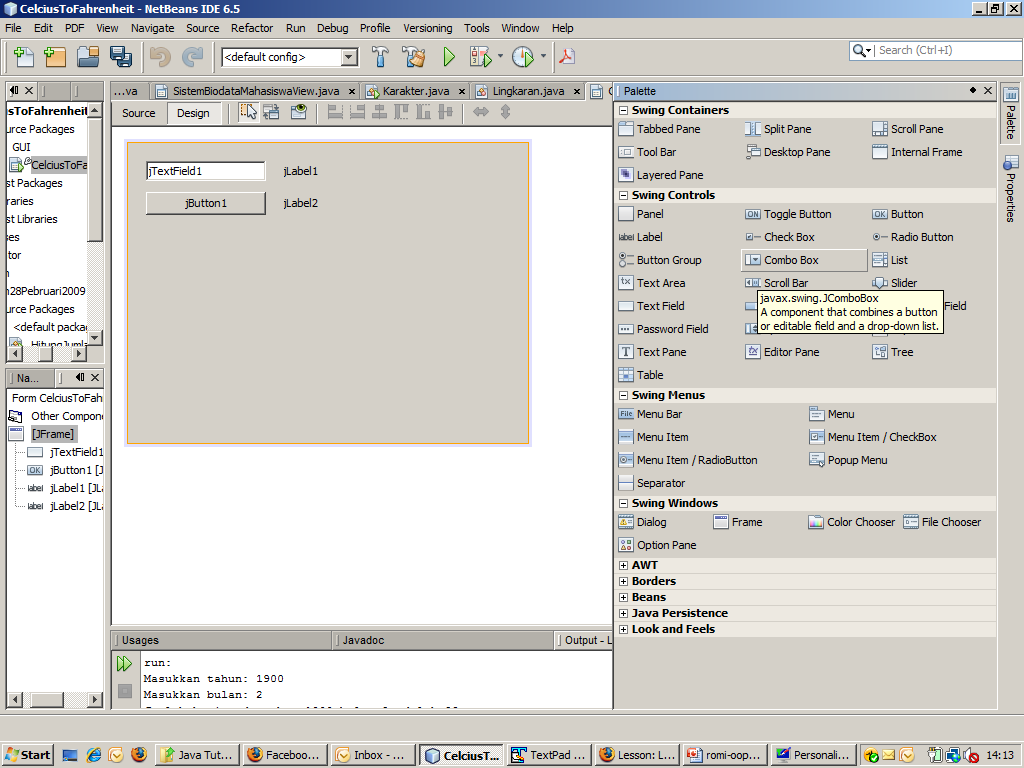 CelciusToFahrenheit - NetBeans IDE 6.5
File Edit PDF View Navigate Source Refactor Run Debug Profile Versioning Tools Window Help
<default config>
Search (Ctrl+I)
...va SistemBiodataMahasiswaView.java Karakter.java Lingkaran.java
Source Design
jTextField1 jLabel1
jButton1 jLabel2
sToFahrenheit
urce Packages
GUI
CelciusToFa
st Packages
raries
st Libraries
ses
tor
n28Pebruari2009
urce Packages
<default packa
HitungJuml
Na...
Form CelciusToFahr
Other Compon
[JFrame]
jTextField1
jButton1 [J
jLabel1 [JL
jLabel2 [JL
Usages Javadoc Output - L
run:
Masukkan tahun: 1900
Masukkan bulan: 2
Palette
Swing Containers
Tabbed Pane Split Pane Scroll Pane
Tool Bar Desktop Pane Internal Frame
Layered Pane
Swing Controls
Panel Toggle Button Button
Label Check Box Radio Button
Button Group Combo Box List
Text Area Scroll Bar Slider
Text Field Field
Password Field
Text Pane Editor Pane Tree
Table
javax.swing.JComboBox
A component that combines a button
or editable field and a drop-down list.
Swing Menus
Menu Bar Menu
Menu Item Menu Item / CheckBox
Menu Item / RadioButton Popup Menu
Separator
Swing Windows
Dialog Frame Color Chooser File Chooser
Option Pane
AWT
Borders
Beans
Java Persistence
Look and Feels
Palette
Properties
Start Java Tut... Faceboo... Inbox - ... CelciusT... TextPad ... Lesson: L... romi-oop... Personali... 14:13